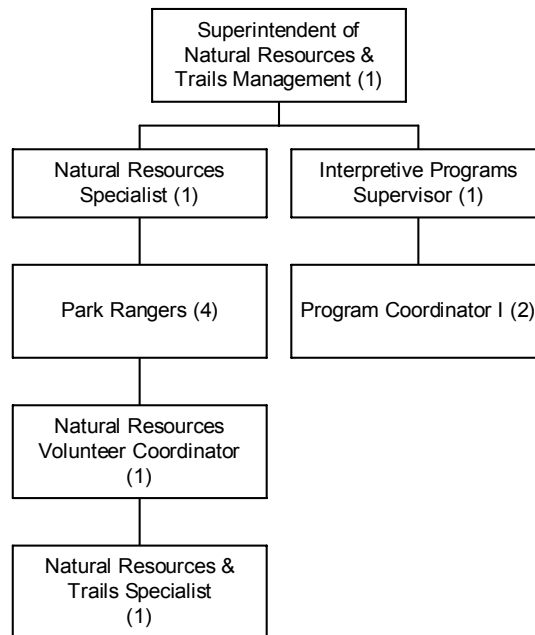 Superintendent of
Natural Resources &
Trails Management (1)
Natural Resources
Specialist (1)
Interpretive Programs
Supervisor (1)
Park Rangers (4)
Program Coordinator I (2)
Natural Resources
Volunteer Coordinator
(1)
Natural Resources &
Trails Specialist
(1)